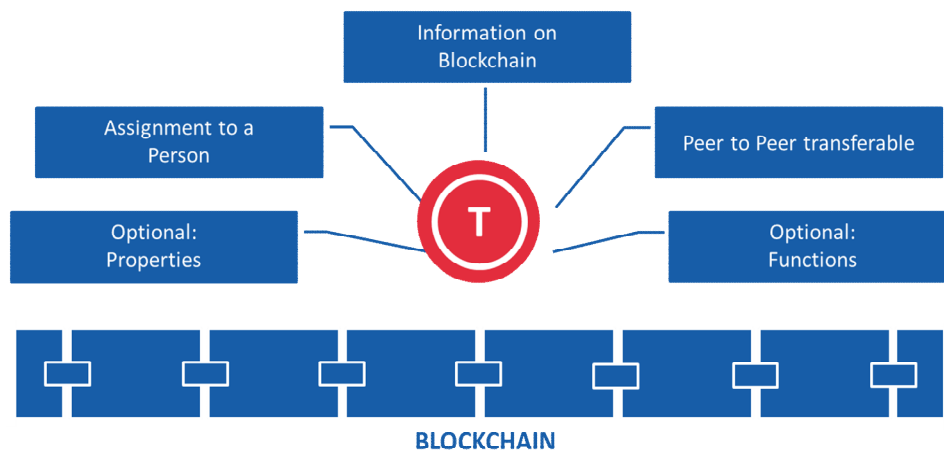 Information on
Blockchain
Assignment to a
Person
Peer to Peer transferable
T
Optional:
Properties
Optional:
Functions
BLOCKCHAIN